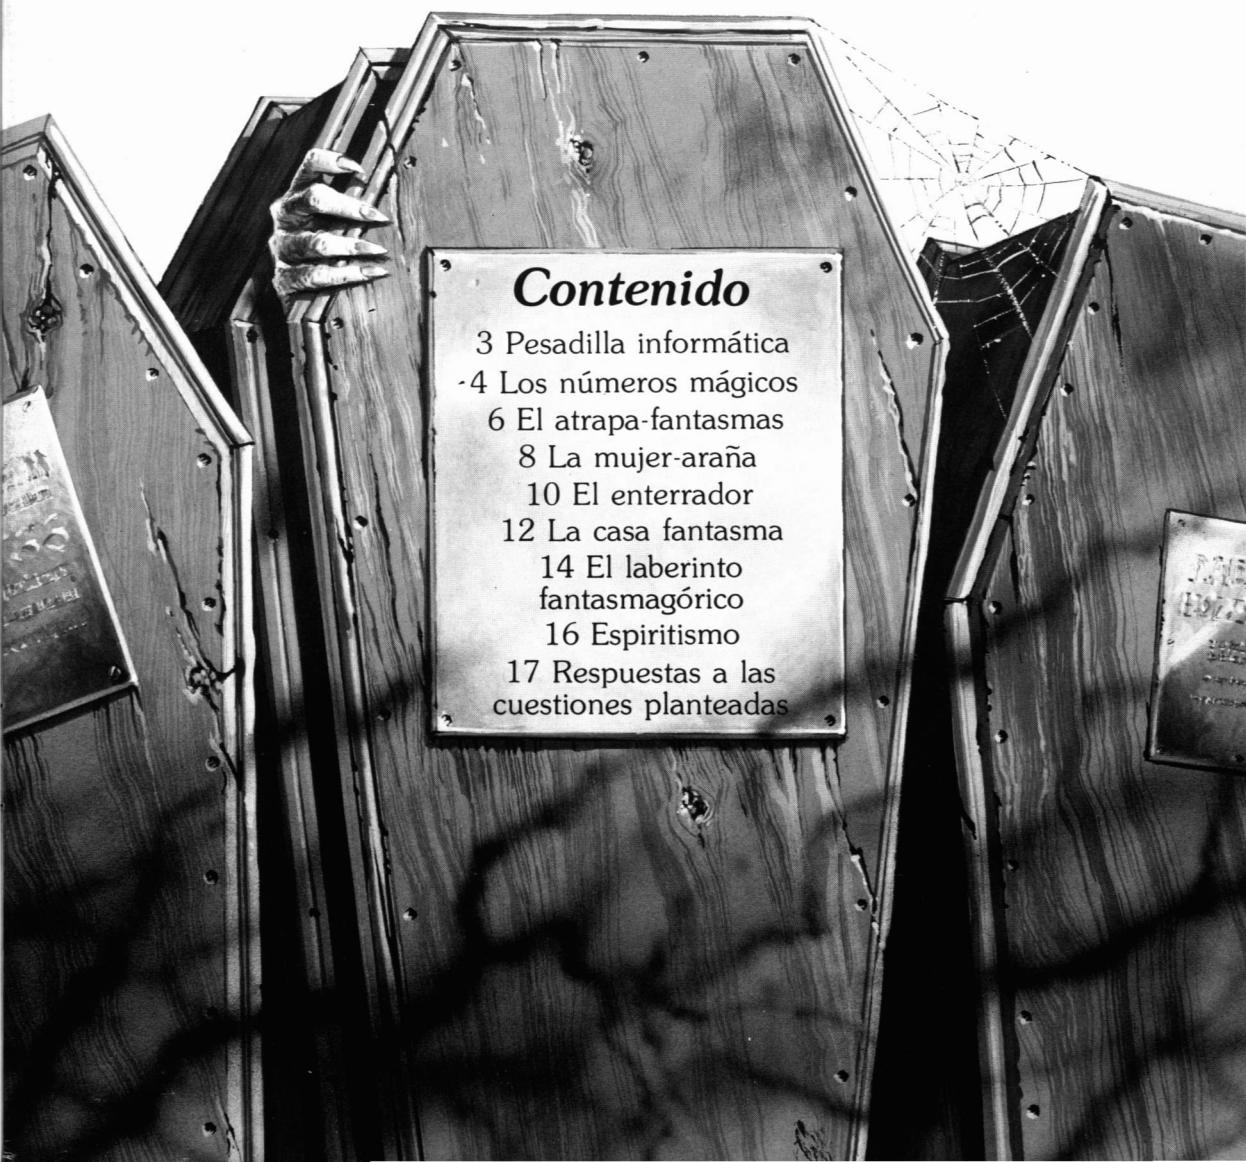 Contenido
3 Pesadilla informática
4 Los números mágicos
6 El atrapa-fantasmas
8 La mujer-araña
10 El enterrador
12 La casa fantasma
14 El laberinto
fantasmagórico
16 Espiritismo
17 Respuestas a las
cuestiones planteadas